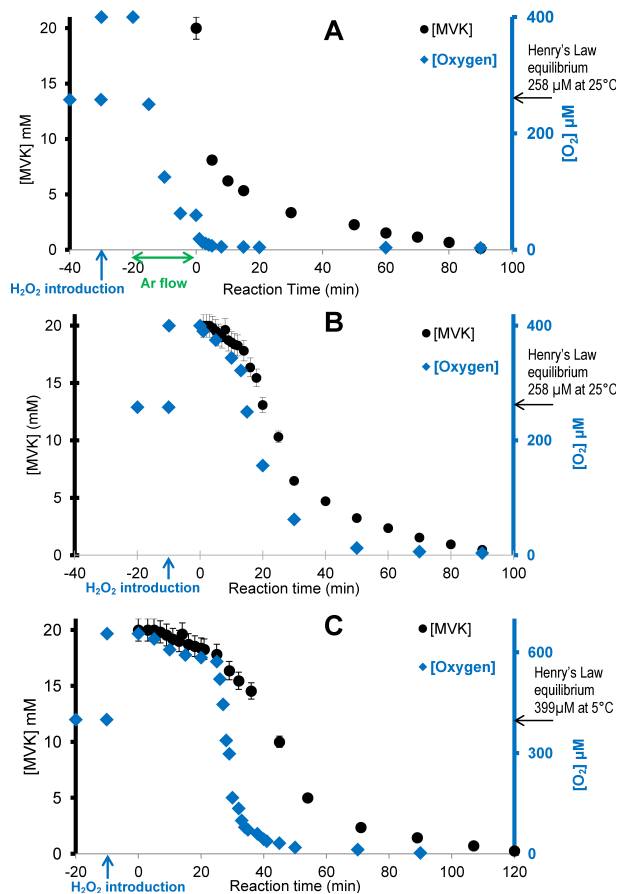 A
[MVK]
[Oxygen]
Henry's Law
equilibrium
258 µM at 25°C
[MVK] mM
[O2] µM
20
15
10
5
0
400
200
0
-40 -20 0 20 40 60 80 100
H2O2 introduction
Ar flow
Reaction Time (min)
B
[MVK]
[Oxygen]
Henry's Law
equilibrium
258 µM at 25°C
[MVK] (mM)
[O2] µM
20
15
10
5
0
400
200
0
-40 -20 0 20 40 60 80 100
H2O2 introduction
Reaction time (min)
C
[MVK]
[Oxygen]
Henry's Law
equilibrium
399µM at 5°C
[MVK] mM
[O2] µM
20
15
10
5
0
600
300
0
-20 0 20 40 60 80 100 120
H2O2 introduction
Reaction time (min)